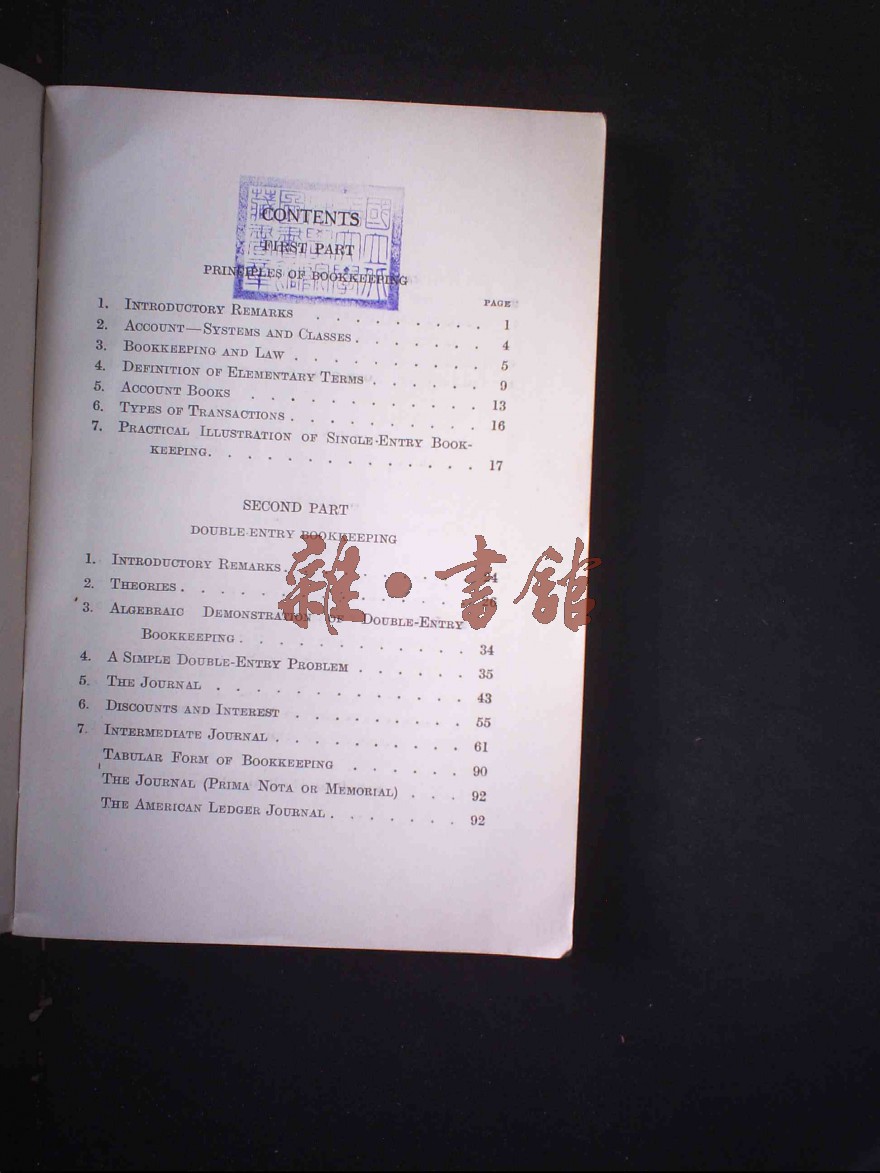 CONTENTS
FIRST PART
PRINCIPLES OF BOOKKEEPING
PAGE
1. INTRODUCTORY REMARKS . . . . . . . . . 1
2. ACCOUNT—SYSTEMS AND CLASSES . . . . . . . 4
3. BOOKKEEPING AND LAW . . . . . . . . . . 5
4. DEFINITION OF ELEMENTARY TERMS . . . . . . 9
5. ACCOUNT BOOKS . . . . . . . . . . . . 13
6. TYPES OF TRANSACTIONS . . . . . . . . . . 16
7. PRACTICAL ILLUSTRATION OF SINGLE-ENTRY BOOK-
KEEPING. . . . . . . . . . . . . . 17
SECOND PART
DOUBLE ENTRY BOOKKEEPING
1. INTRODUCTORY REMARKS . . . . . . . . . 24
2. THEORIES . . . . . . . . . . . . .
3. ALGEBRAIC DEMONSTRATION OF DOUBLE-ENTRY
BOOKKEEPING . . . . . . . . . . . . 34
4. A SIMPLE DOUBLE-ENTRY PROBLEM . . . . . . 35
5. THE JOURNAL . . . . . . . . . . . . 43
6. DISCOUNTS AND INTEREST . . . . . . . . . 55
7. INTERMEDIATE JOURNAL . . . . . . . . . . 61
TABULAR FORM OF BOOKKEEPING . . . . . . 90
THE JOURNAL (PRIMA NOTA OR MEMORIAL) . . . 92
THE AMERICAN LEDGER JOURNAL . . . . . . . 92
雜·書館